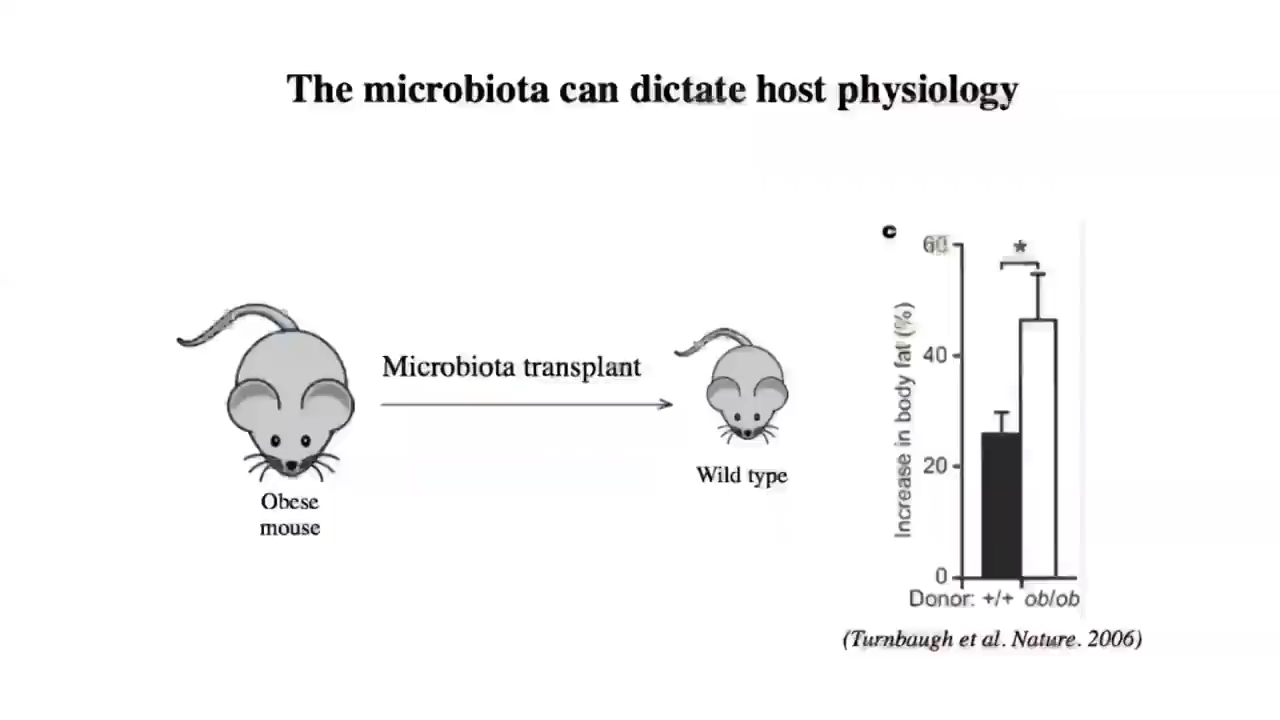 The microbiota can dictate host physiology
Microbiota transplant
Obese
mouse
Wild type
c
60
*
40
20
0
Increase in body fat (%)
Donor: +/+ ob/ob
(Turnbaugh et al. Nature. 2006)